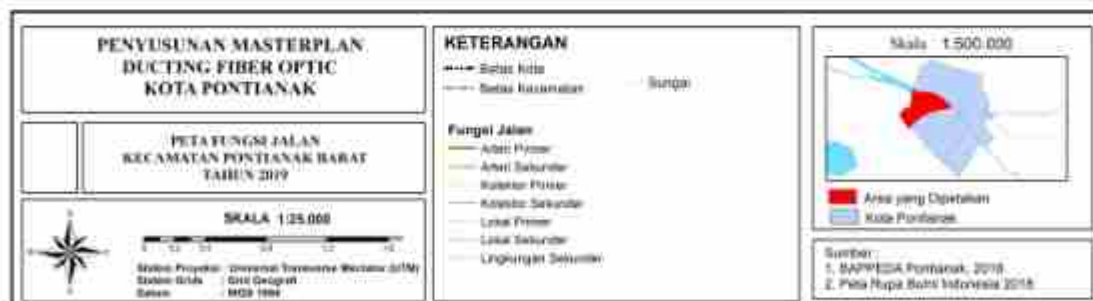 PENYUSUNAN MASTERPLAN
DUCTING FIBER OPTIC
KOTA PONTIANAK
PETA FUNGSI JALAN
KECAMATAN PONTIANAK BARAT
TAHUN 2019
SKALA 1:25.000
Sistem Proyeksi : Universal Transverse Mercator (UTM)
Sistem Grids : Grid Geografi
Datum : WGS 1984
KETERANGAN
Batas Kota
Batas Kecamatan
Sungai
Fungsi Jalan
Arteri Primer
Arteri Sekunder
Kolektor Primer
Kolektor Sekunder
Lokal Primer
Lokal Sekunder
Lingkungan Sekunder
Skala 1:500.000
Area yang Dipetakan
Kota Pontianak
Sumber :
1. BAPPEDA Pontianak, 2018
2. Peta Rupa Bumi Indonesia 2018